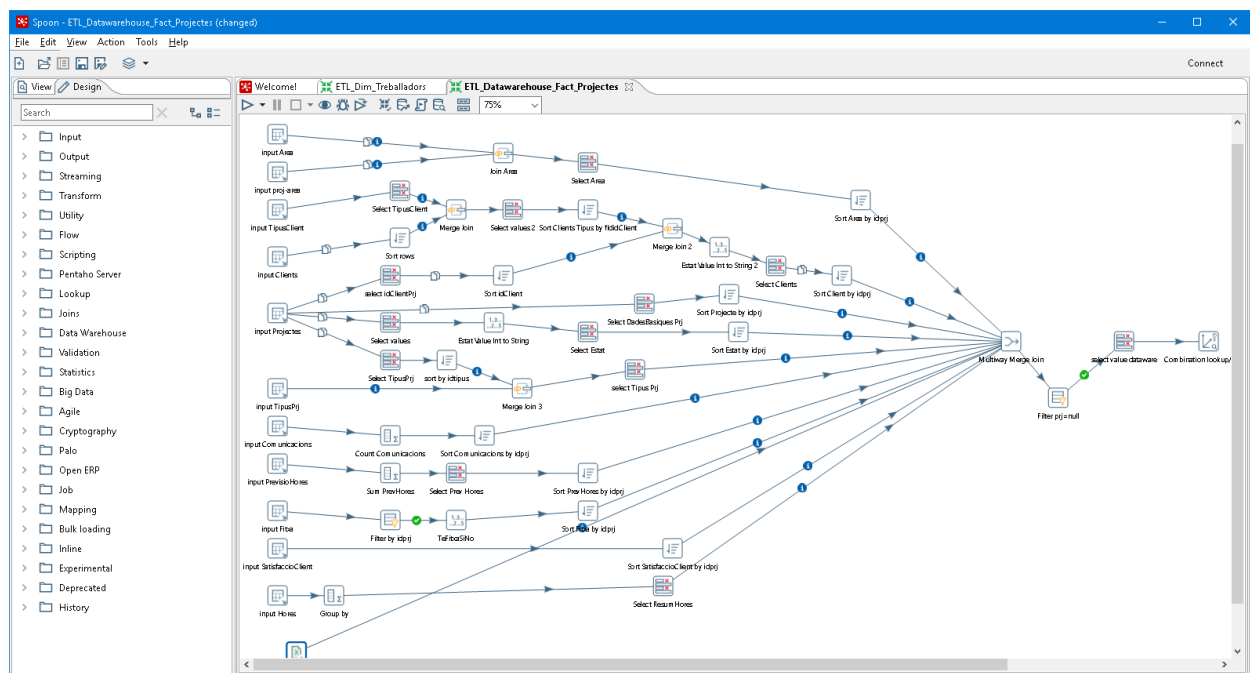 Spoon - ETL_Datawarehouse_Fact_Projectes (changed)
File Edit View Action Tools Help
Connect
View Design
Welcome! ETL_Dim_Treballadors ETL_Datawarehouse_Fact_Projectes
75%
Search
Input
Output
Streaming
Transform
Utility
Flow
Scripting
Pentaho Server
Lookup
Joins
Data Warehouse
Validation
Statistics
Big Data
Agile
Cryptography
Palo
Open ERP
Job
Mapping
Bulk loading
Inline
Experimental
Deprecated
History
input Area
Join Area
Select Area
input proj-area
Select TipusClient
Sort Area by idprj
input TipusClient
Merge Join
Select values 2
Sort Clients Tipus by fkIdClient
Merge Join 2
Sort rows
input Clients
Estat Value Int to String 2
Select Clients
select idClientPrj
Sort idClient
Sort Client by idprj
input Projectes
Select DadesBasiques Prj
Sort Projecte by idprj
Select values
Estat Value Int to String
Select Estat
Sort Estat by idprj
Multiway Merge Join
select value dataware
Combination lookup/
Select TipusPrj
sort by idtipus
select Tipus Prj
input TipusPrj
Merge Join 3
Filter prj=null
input Comunicacions
Count Comunicacions
Sort Comunicacions by idprj
input PrevisioHores
Sum PrevHores
Select Prev Hores
Sort PrevHores by idprj
input Fitxa
Filter by idprj
TeFitxaSiNo
Sort Fitxa by idprj
input SatisfaccioClient
Sort SatisfaccioClient by idprj
input Hores
Group by
Select Resum Hores